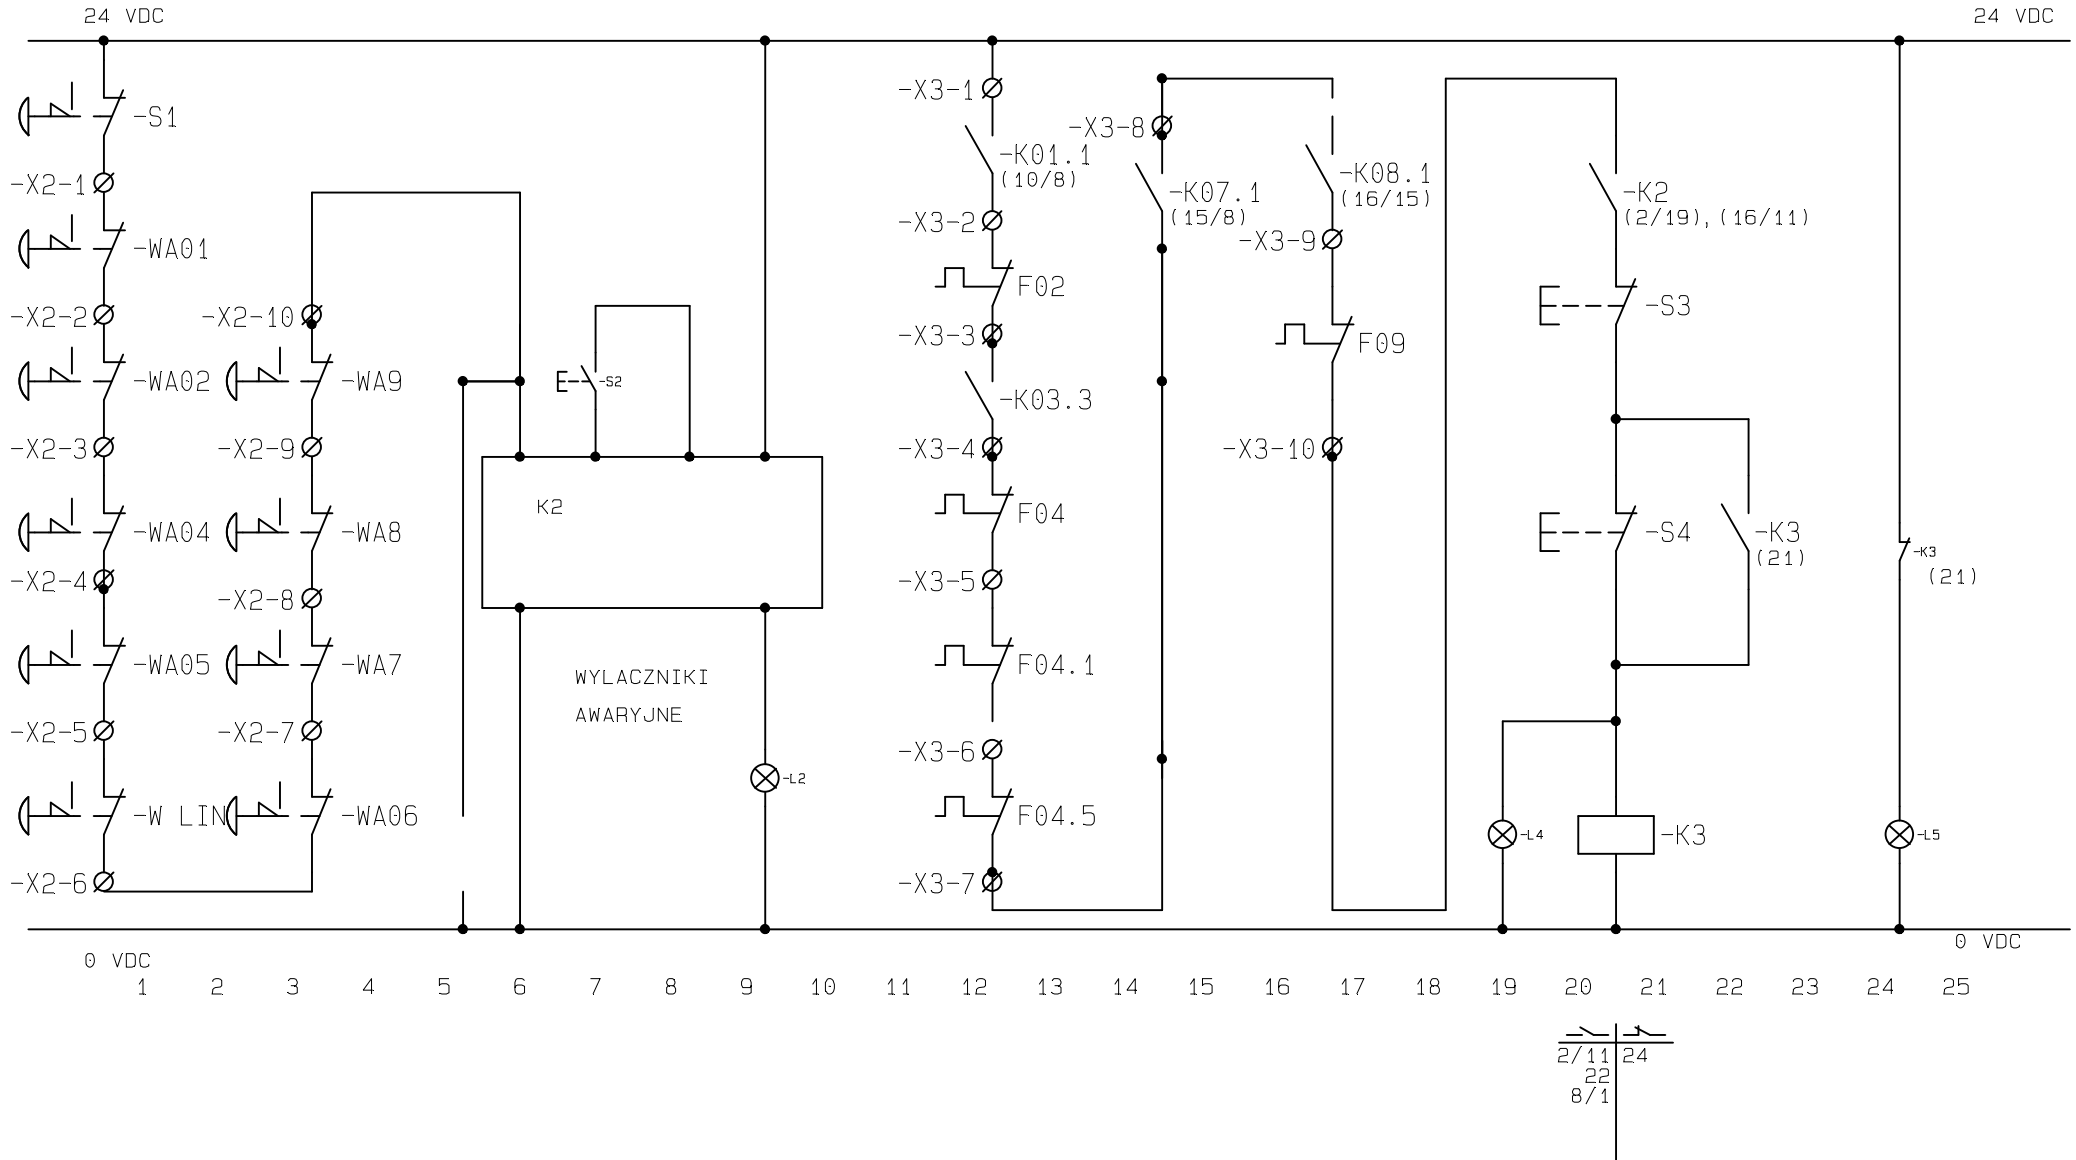 24 VDC
24 VDC
-S1
-X2-1
-WA01
-X2-2
-WA02
-X2-3
-WA04
-X2-4
-WA05
-X2-5
-W LIN
-X2-6
-X2-10
-WA9
-X2-9
-WA8
-X2-8
-WA7
-X2-7
-WA06
-S2
K2
WYLACZNIKI
AWARYJNE
-L2
-X3-1
-K01.1
(10/8)
-X3-2
F02
-X3-3
-K03.3
-X3-4
F04
-X3-5
F04.1
-X3-6
F04.5
-X3-7
-X3-8
-K07.1
(15/8)
-K08.1
(16/15)
-X3-9
F09
-X3-10
-K2
(2/19),(16/11)
-S3
-S4
-K3
(21)
-L4
-K3
-K3
(21)
-L5
0 VDC
0 VDC
1 2 3 4 5 6 7 8 9 10 11 12 13 14 15 16 17 18 19 20 21 22 23 24 25
2/11 24
22
8/1